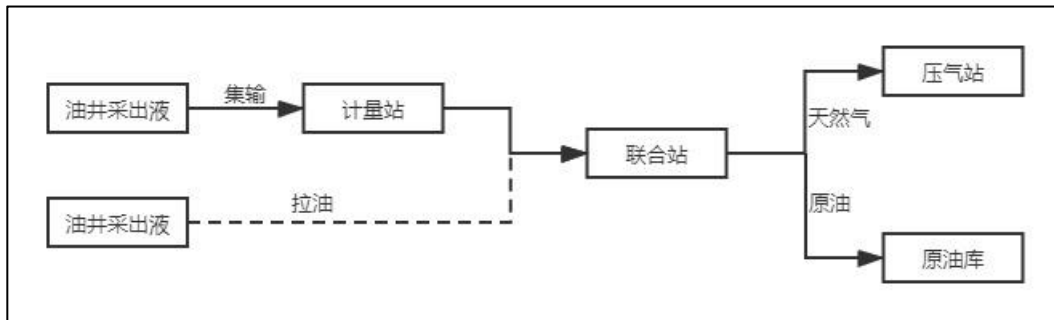 油井采出液
集输
计量站
油井采出液
拉油
联合站
天然气
原油
压气站
原油库